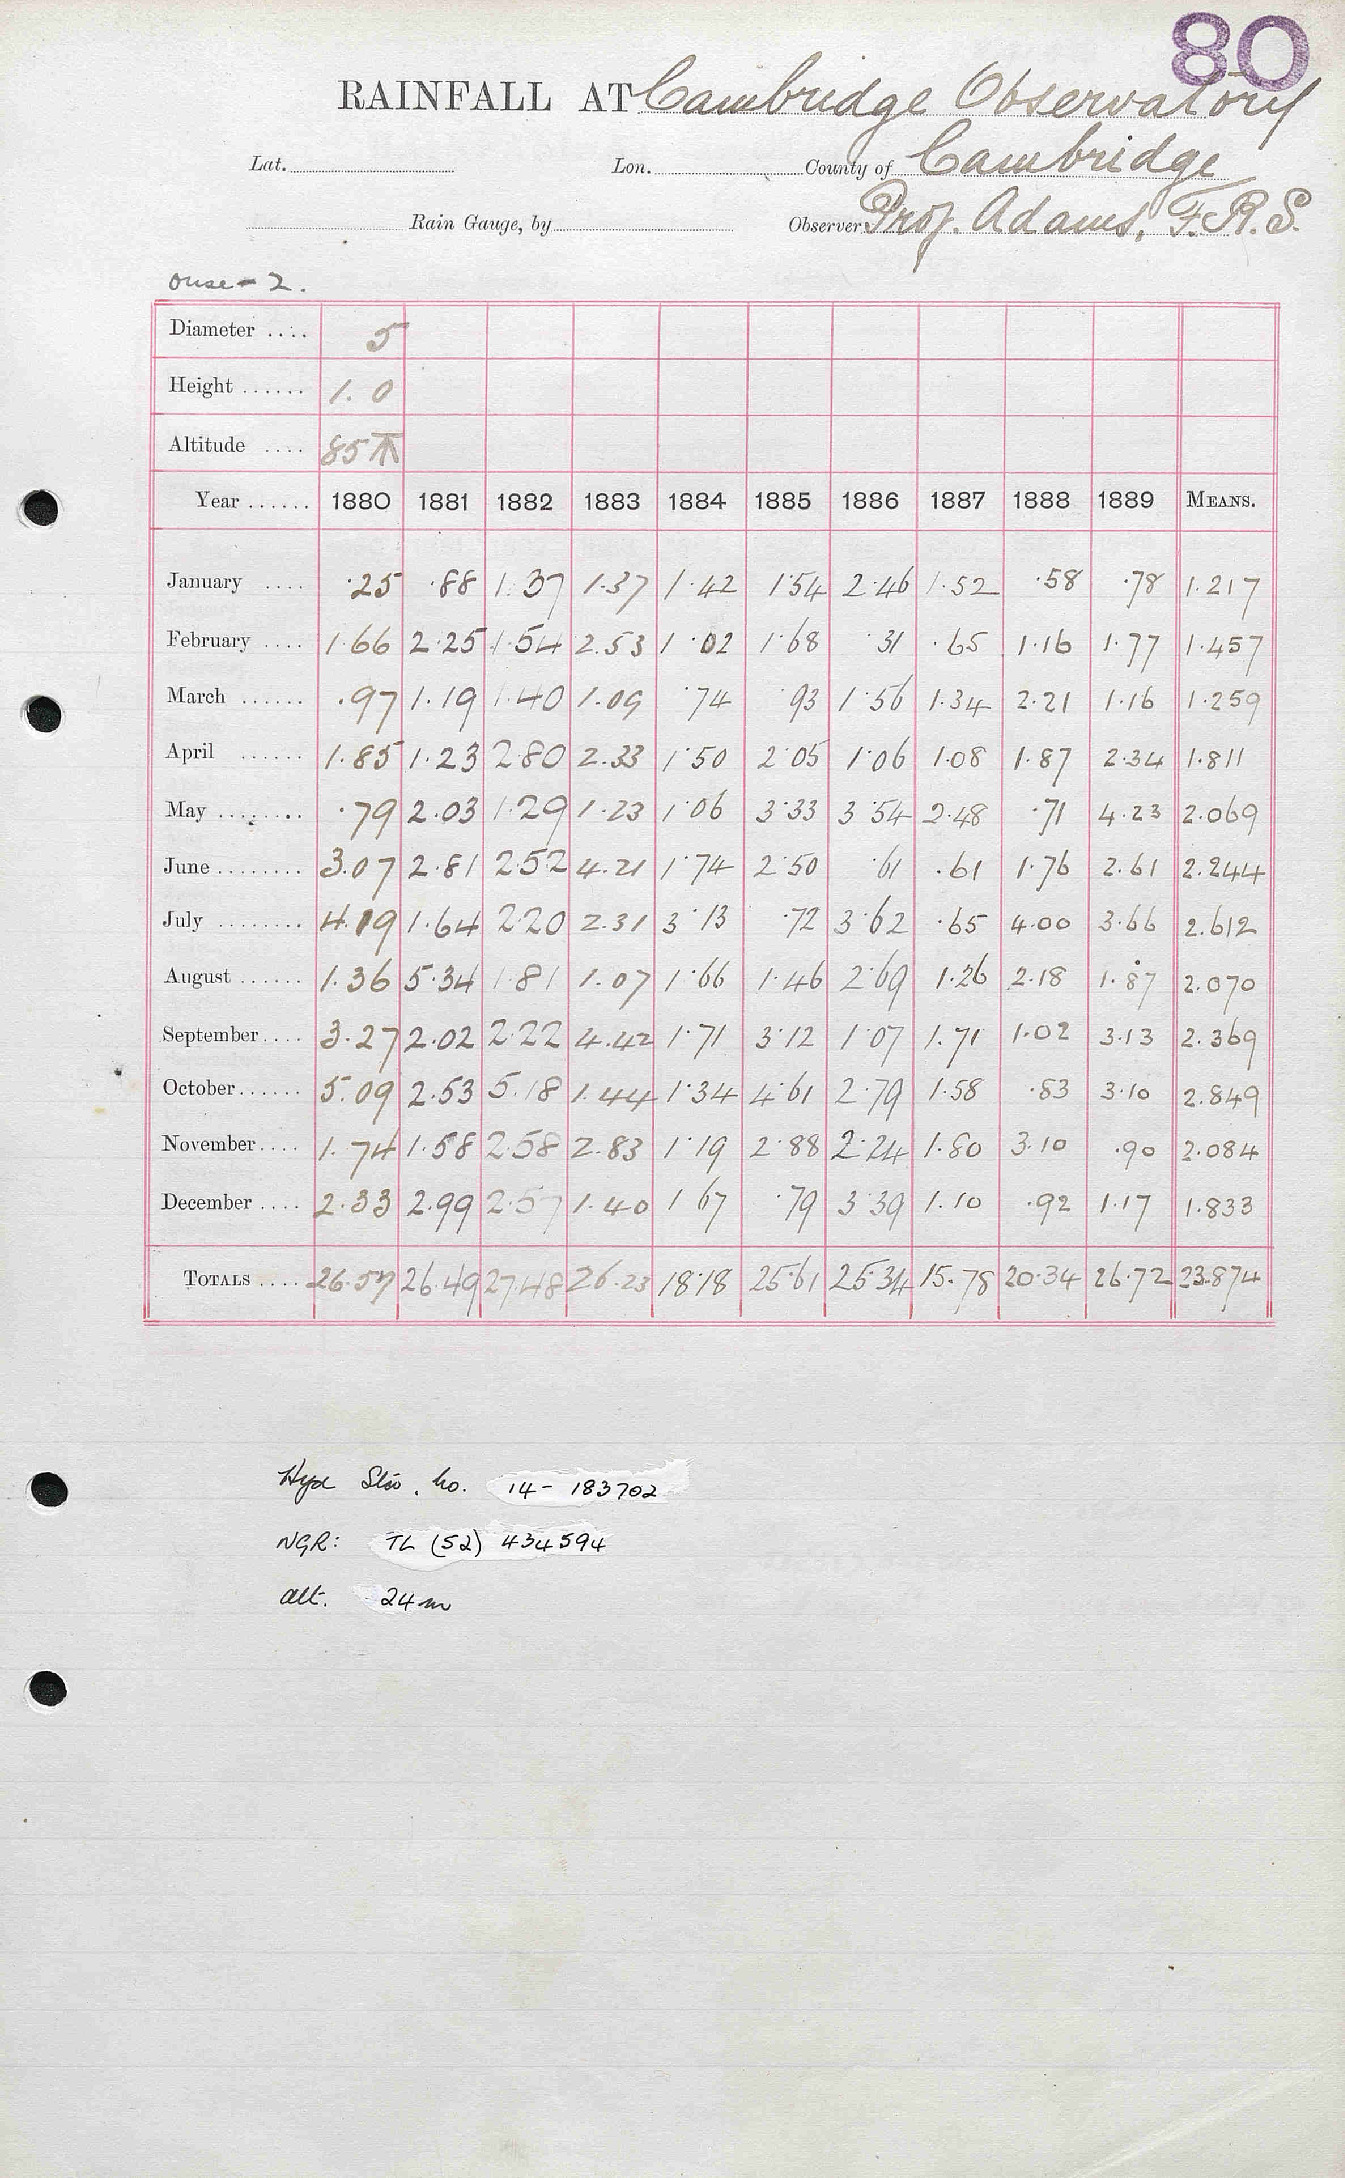 80
RAINFALL AT Cambridge Observatory
Lat. Lon. County of Cambridge
Rain Gauge, by Observer Prof. Adams, F.R.S.
Ouse - 2.
Diameter .... 5
Height ...... 1.0
Altitude .... 85
Year ...... 1880 1881 1882 1883 1884 1885 1886 1887 1888 1889 MEANS.
January .... .25 .88 1.37 1.37 1.42 1.54 2.46 1.52 .58 .78 1.217
February .... 1.66 2.25 1.54 2.53 1.02 1.68 .31 .65 1.16 1.77 1.457
March ...... .97 1.19 1.40 1.09 .74 .93 1.56 1.34 2.21 1.16 1.259
April ...... 1.85 1.23 2.80 2.33 1.50 2.05 1.06 1.08 1.87 2.34 1.811
May ........ .79 2.03 1.29 1.23 1.06 3.33 3.54 2.48 .71 4.23 2.069
June ........ 3.07 2.81 2.52 4.21 1.74 2.50 .61 .61 1.76 2.61 2.244
July ........ 4.19 1.64 2.20 2.31 3.13 .72 3.62 .65 4.00 3.66 2.612
August ...... 1.36 5.34 1.81 1.07 1.66 1.46 2.69 1.26 2.18 1.87 2.070
September .... 3.27 2.02 2.22 4.42 1.71 3.12 1.07 1.71 1.02 3.13 2.369
October ...... 5.09 2.53 5.18 1.44 1.34 4.61 2.79 1.58 .83 3.10 2.849
November .... 1.74 1.58 2.58 2.83 1.19 2.88 2.24 1.80 3.10 .90 2.084
December .... 2.33 2.99 2.57 1.40 1.67 .79 3.39 1.10 .92 1.17 1.833
TOTALS .... 26.57 26.49 27.48 26.23 18.18 25.61 25.34 15.78 20.34 26.72 23.874
Hyd Stn. No. 14 - 183702
NGR: TL (52) 434594
alt. 24m